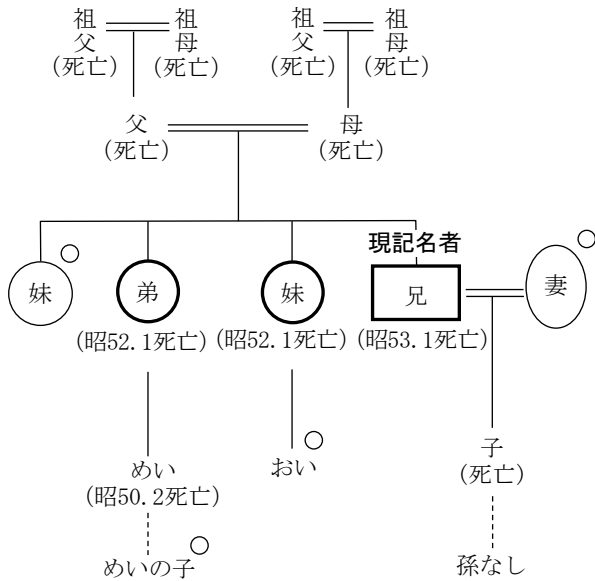 祖父 祖母 祖父 祖母
(死亡) (死亡) (死亡) (死亡)
父 母
(死亡) (死亡)
現記名者
妹 弟 妹 兄 妻
(昭52.1死亡) (昭52.1死亡) (昭53.1死亡)
めい おい 子
(昭50.2死亡) (死亡)
めいの子 孫なし